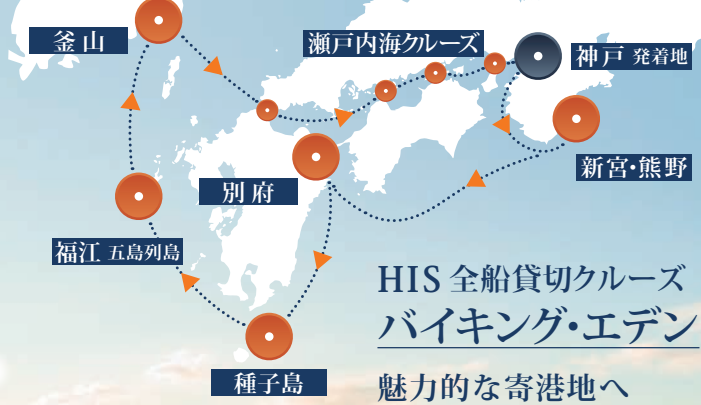 釜山
瀬戸内海クルーズ
神戸 発着地
新宮・熊野
別府
福江 五島列島
種子島
HIS 全船貸切クルーズ
バイキング・エデン
魅力的な寄港地へ